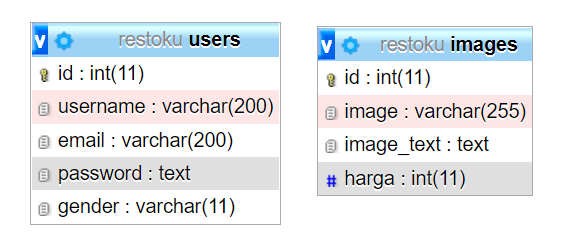 v restoku users
id : int(11)
username : varchar(200)
email : varchar(200)
password : text
gender : varchar(11)
v restoku images
id : int(11)
image : varchar(255)
image_text : text
# harga : int(11)